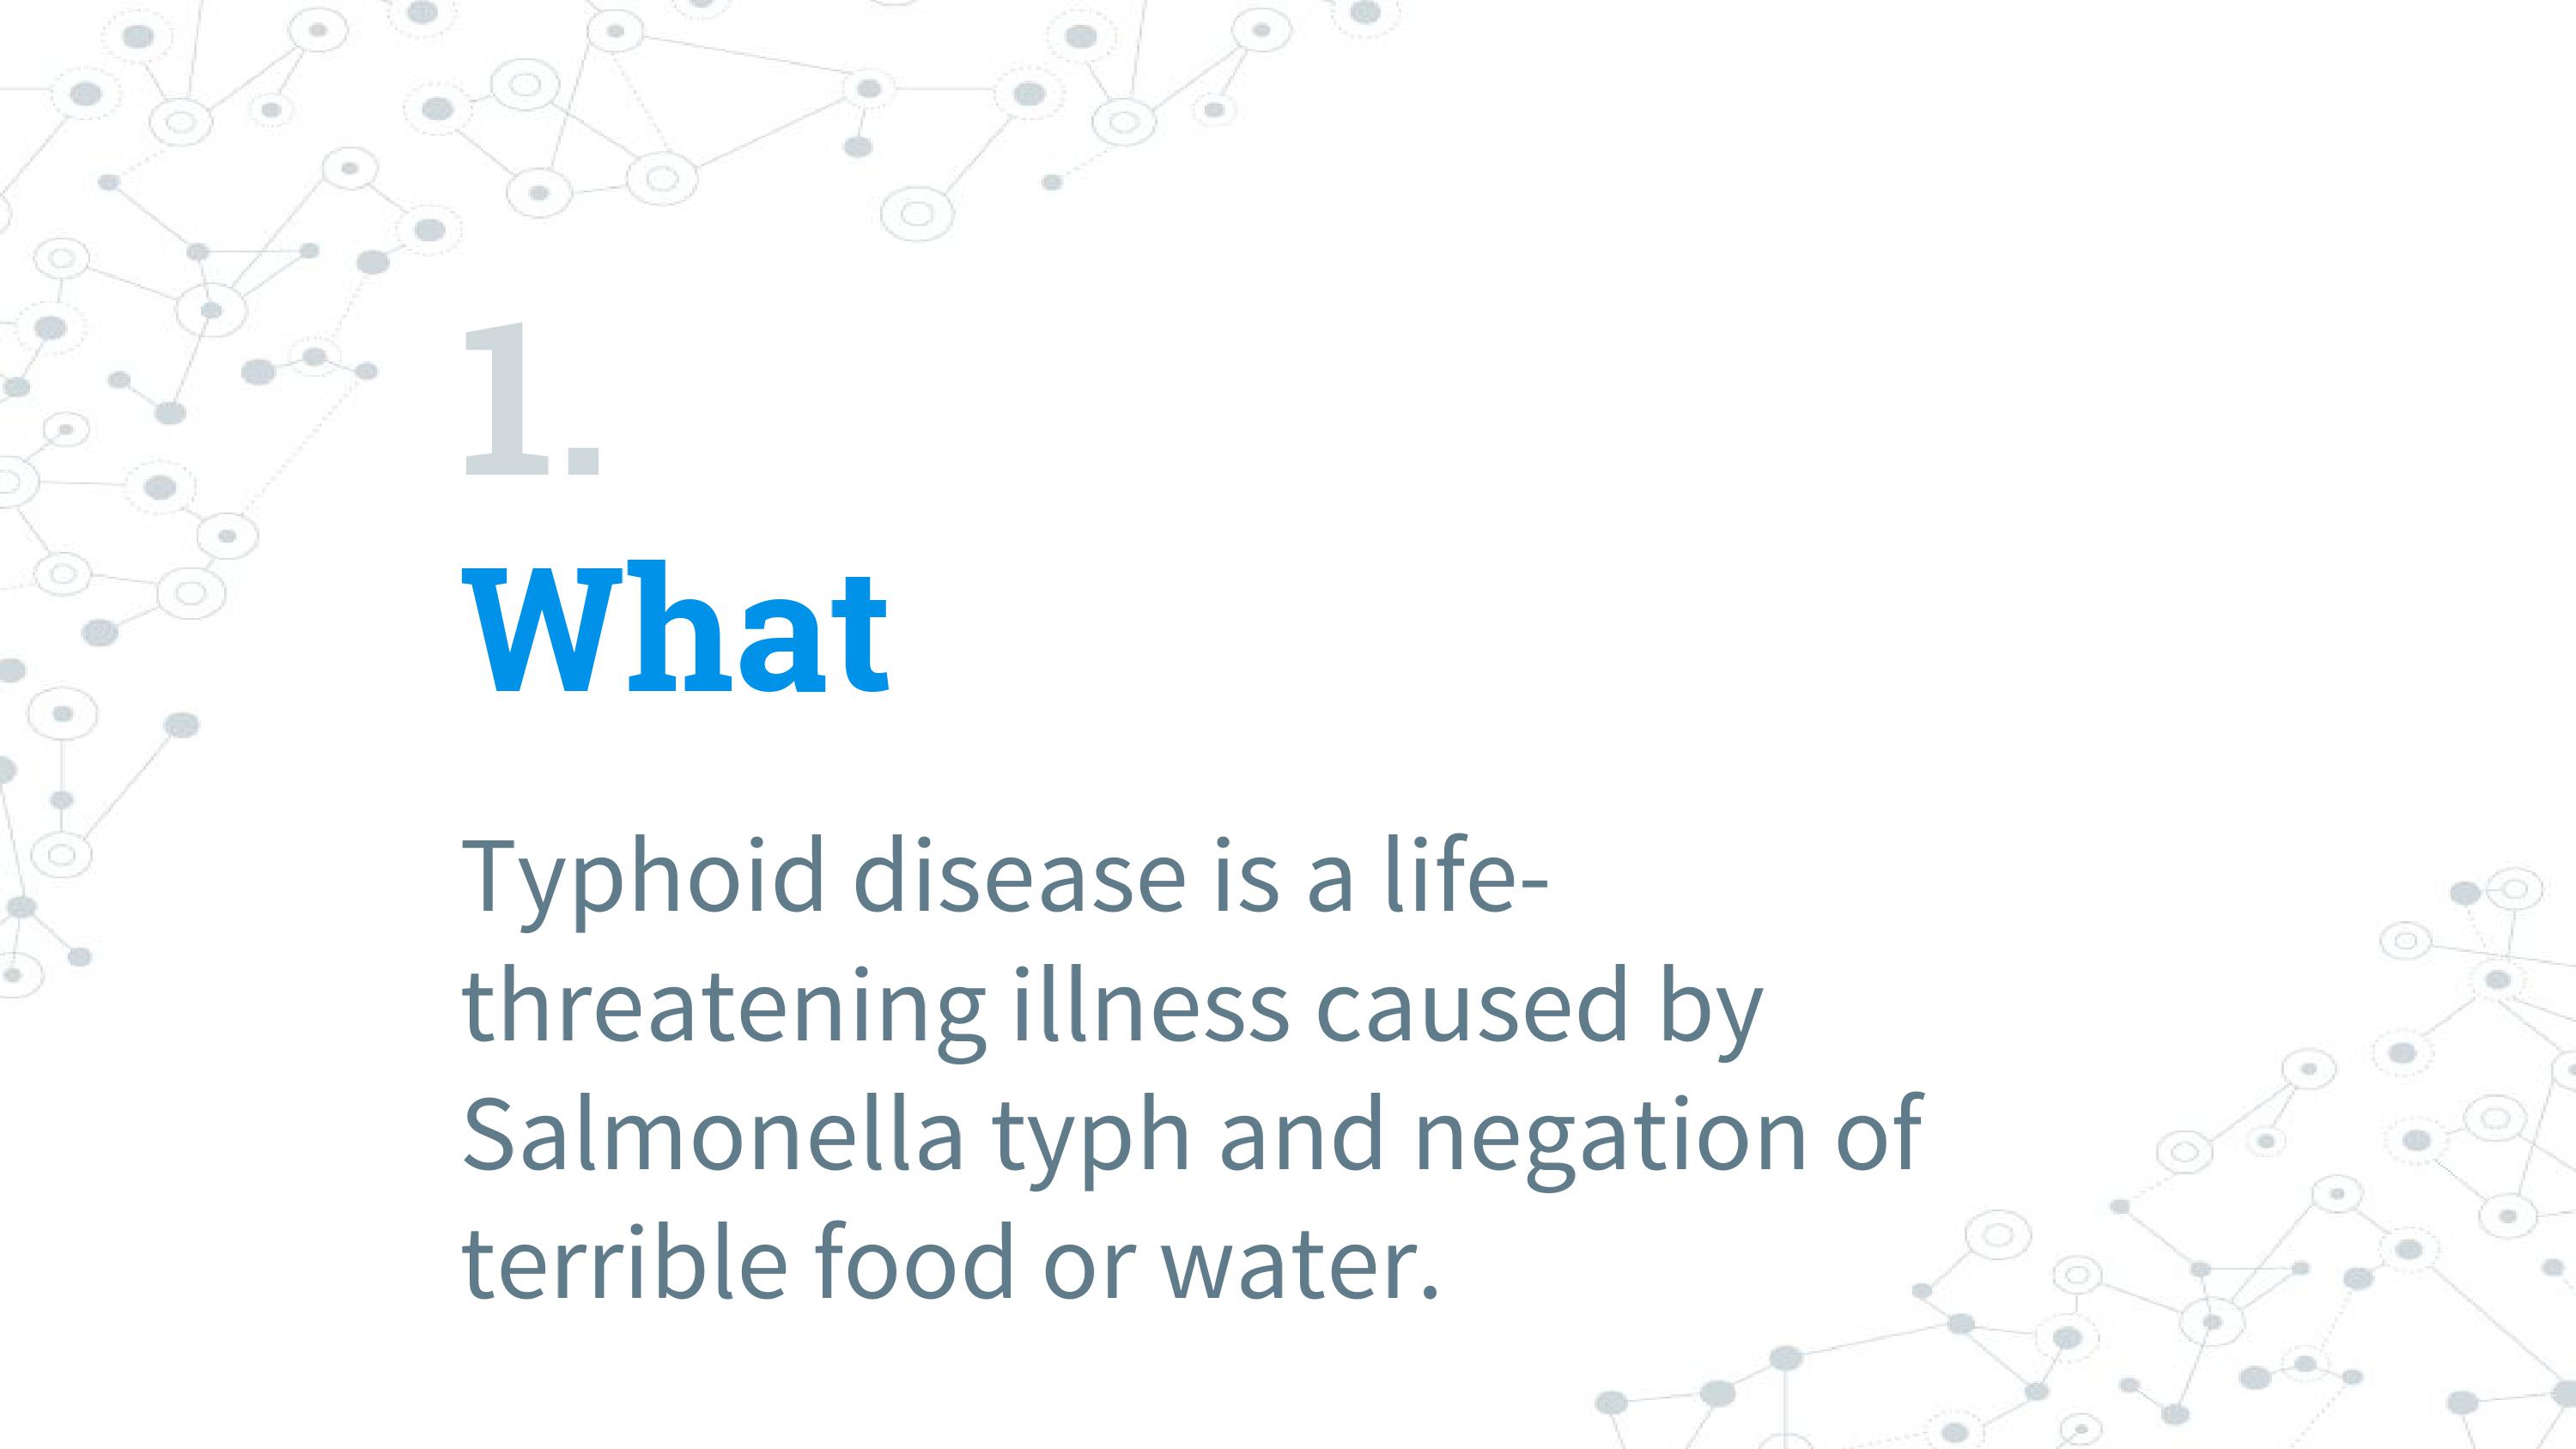 1.
What
Typhoid disease is a life-
threatening illness caused by
Salmonella typh and negation of
terrible food or water.